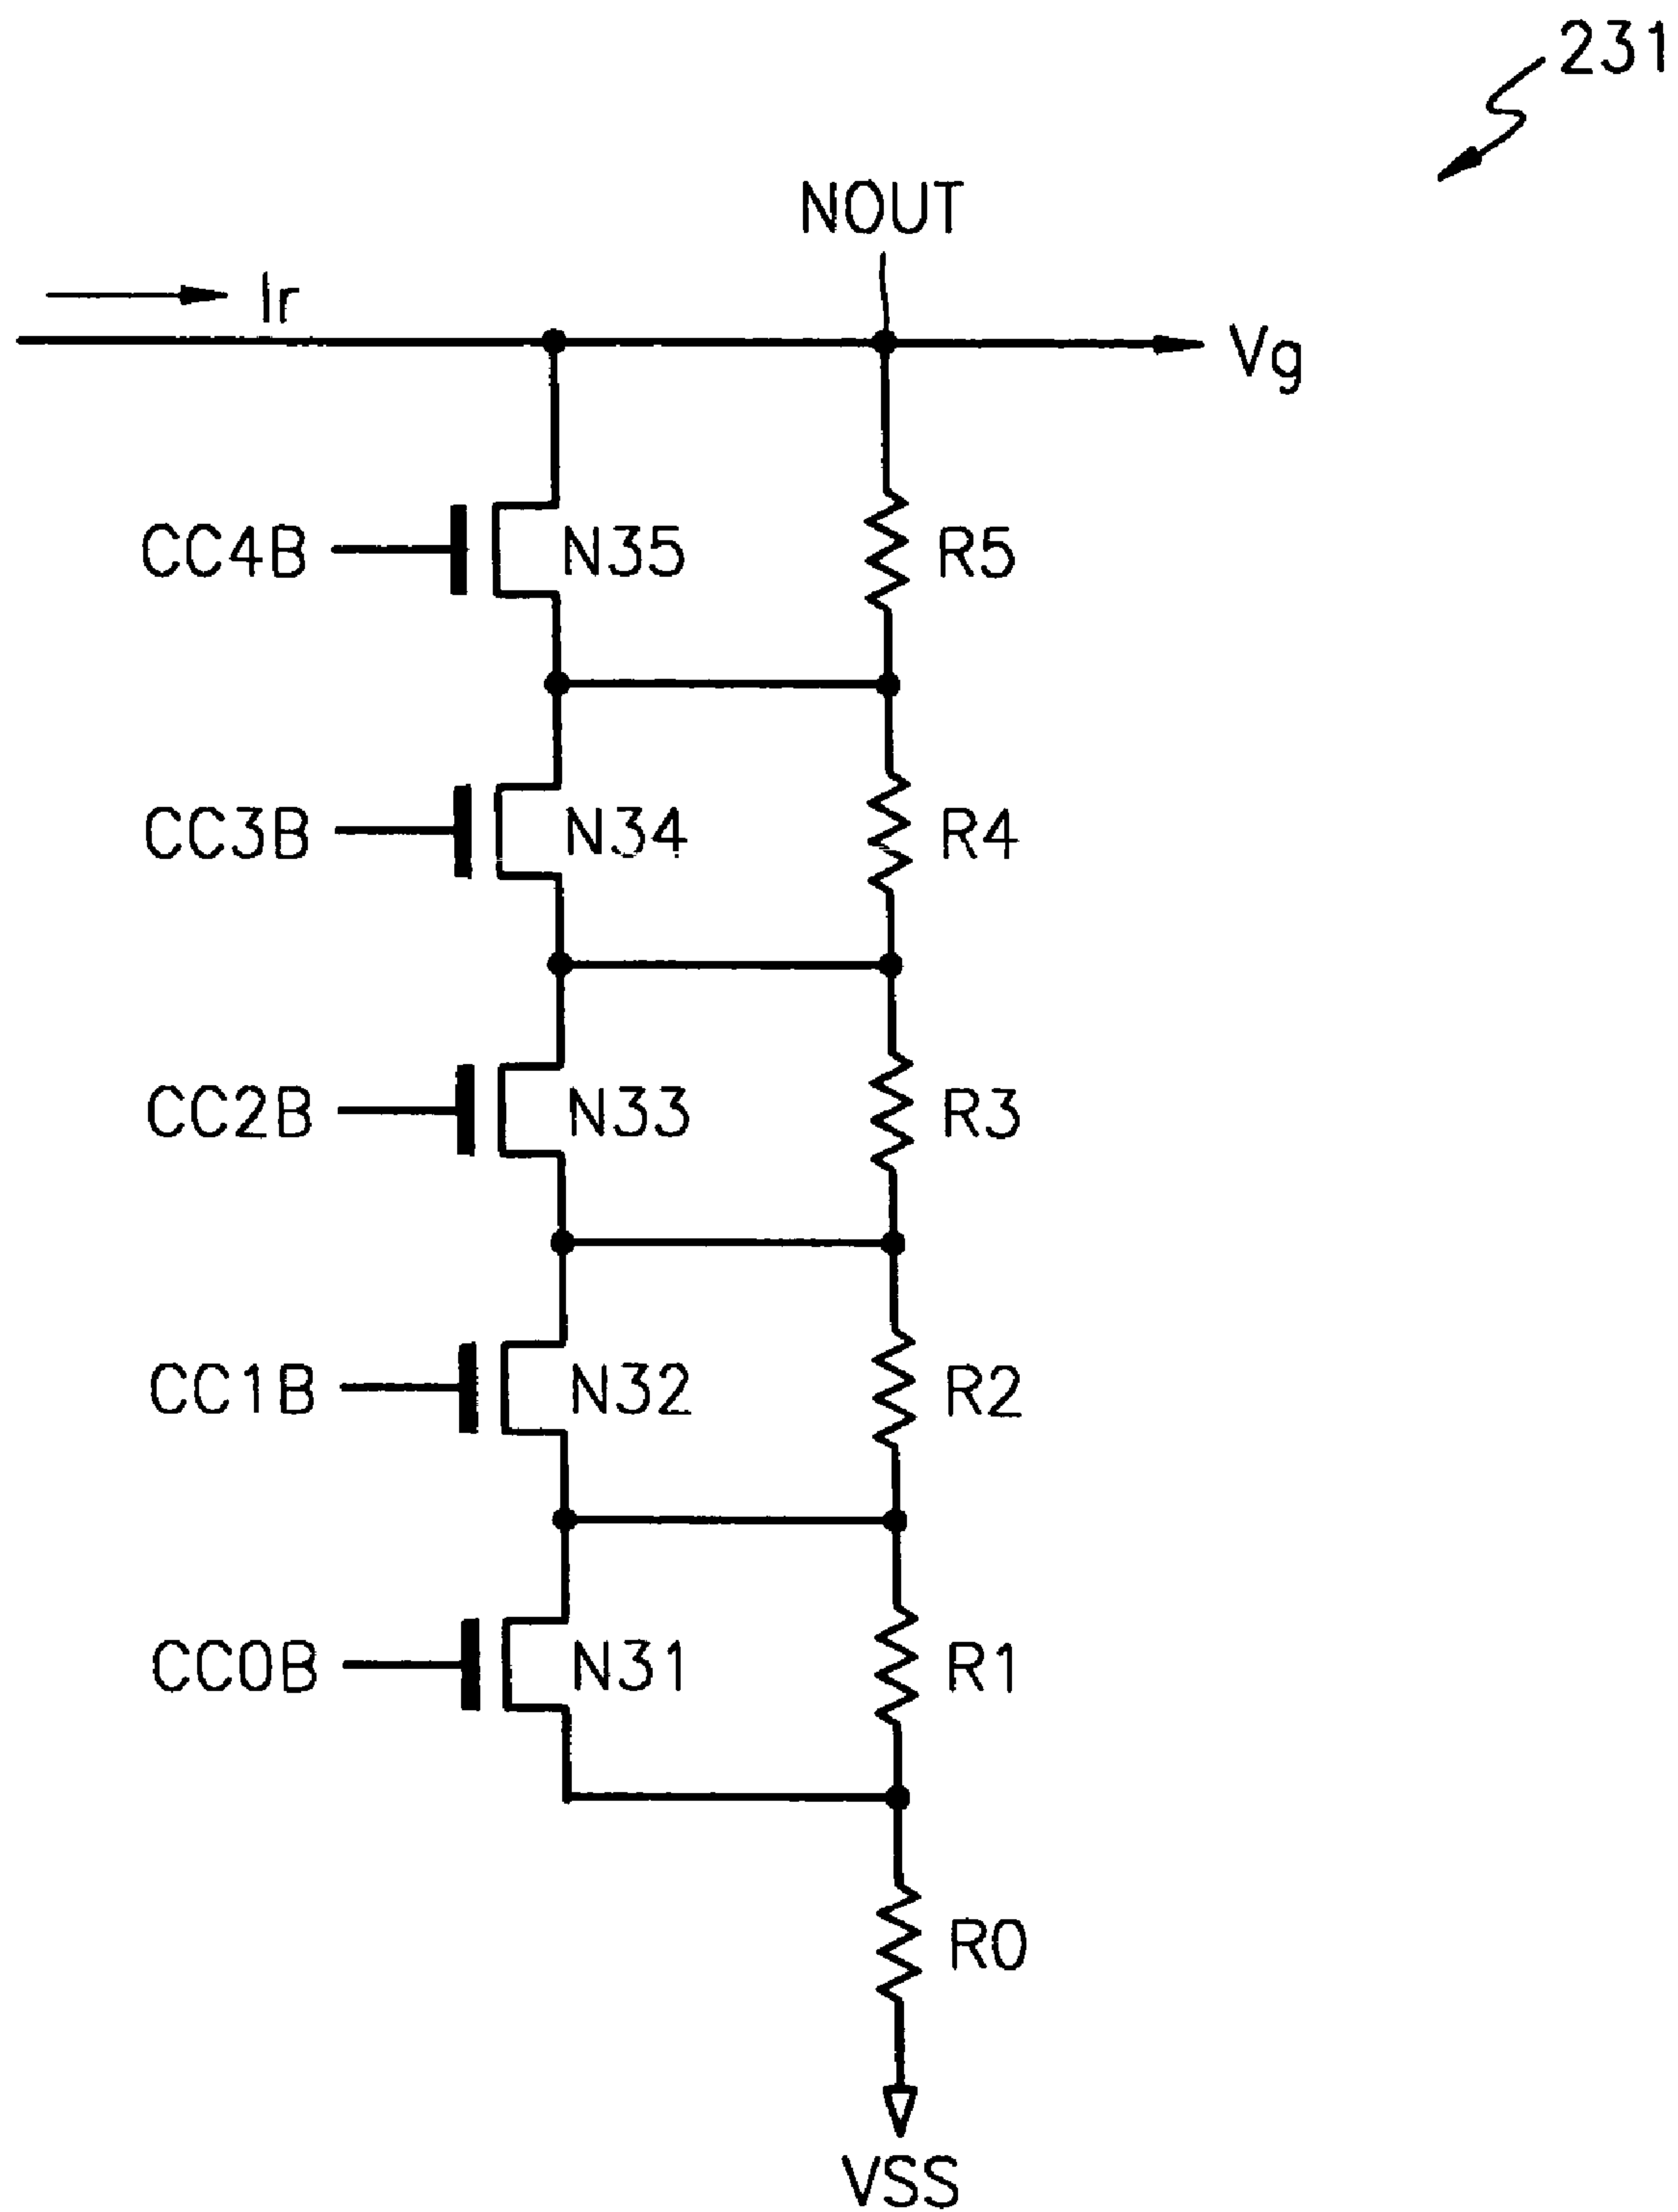 231
NOUT
Ir
Vg
CC4B N35 R5
CC3B N34 R4
CC2B N33 R3
CC1B N32 R2
CC0B N31 R1
R0
VSS